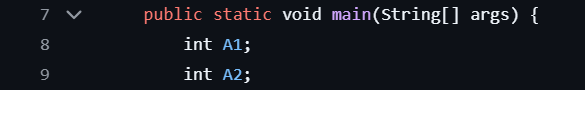 7 public static void main(String[] args) {
8 int A1;
9 int A2;